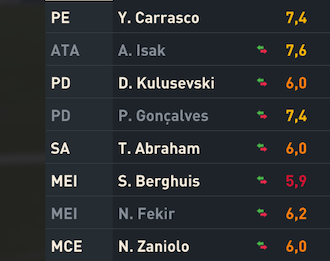 PE Y. Carrasco 7,4
ATA A. Isak 7,6
PD D. Kulusevski 6,0
PD P. Gonçalves 7,4
SA T. Abraham 6,0
MEI S. Berghuis 5,9
MEI N. Fekir 6,2
MCE N. Zaniolo 6,0